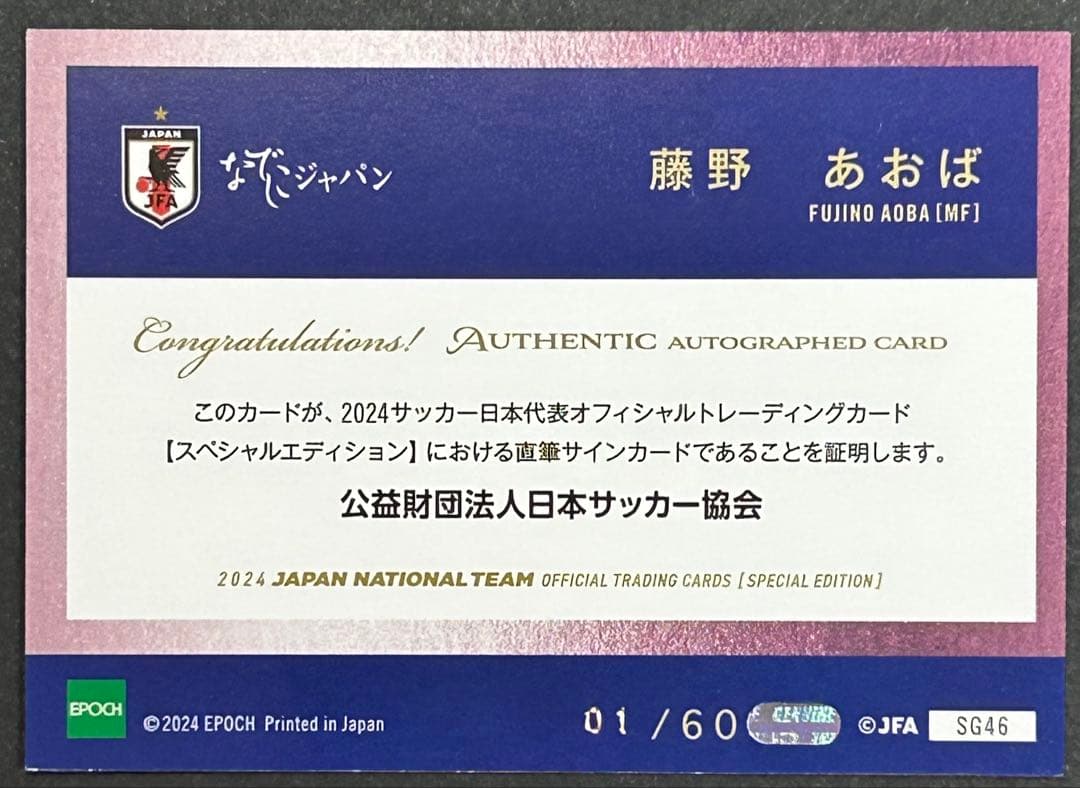 JAPAN
JFA
なでしこジャパン
藤野 あおば
FUJINO AOBA [MF]
Congratulations! AUTHENTIC AUTOGRAPHED CARD
このカードが、2024サッカー日本代表オフィシャルトレーディングカード
【スペシャルエディション】における直筆サインカードであることを証明します。
公益財団法人日本サッカー協会
2024 JAPAN NATIONAL TEAM OFFICIAL TRADING CARDS [SPECIAL EDITION]
EPOCH
©2024 EPOCH Printed in Japan
01/60
GENUINE
©JFA
SG46